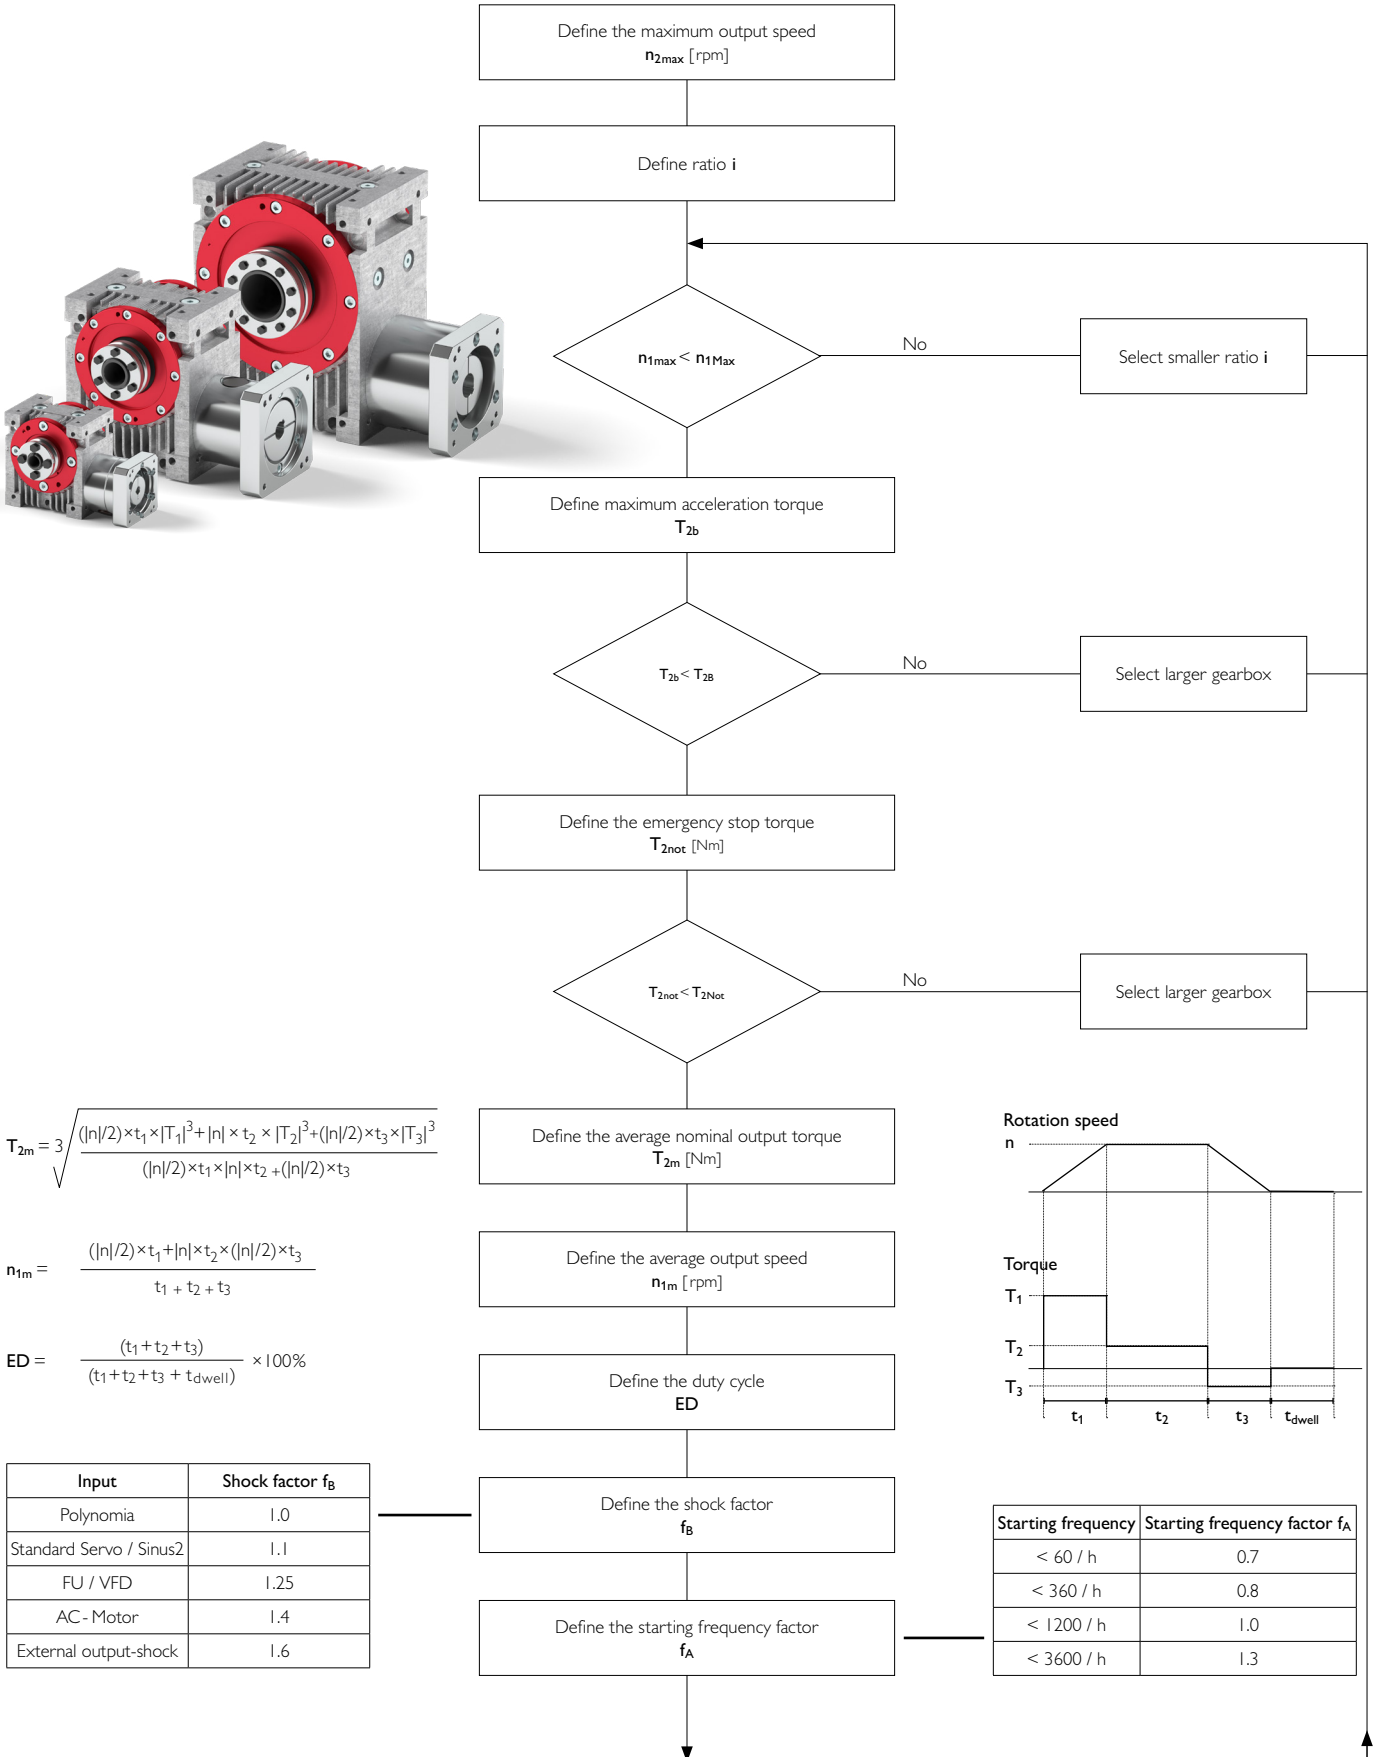 Define the maximum output speed
n2max [rpm]
Define ratio i
n1max < n1Max
No
Select smaller ratio i
Define maximum acceleration torque
T2b
T2b < T2B
No
Select larger gearbox
Define the emergency stop torque
T2not [Nm]
T2not < T2Not
No
Select larger gearbox
T2m = 3√ (|n|/2)×t1×|T1|^3+|n| × t2 × |T2|^3+(|n|/2)×t3×|T3|^3
(|n|/2)×t1×|n|×t2 +(|n|/2)×t3
Define the average nominal output torque
T2m [Nm]
n1m = (|n|/2)×t1+|n|×t2×(|n|/2)×t3
t1 + t2 + t3
Define the average output speed
n1m [rpm]
ED = (t1+t2+t3)
(t1+t2+t3 + tdwell) ×100%
Define the duty cycle
ED
Rotation speed
n
Torque
T1
T2
T3
t1 t2 t3 tdwell
Input Shock factor fB
Polynomia 1.0
Standard Servo / Sinus2 1.1
FU / VFD 1.25
AC- Motor 1.4
External output-shock 1.6
Define the shock factor
fB
Define the starting frequency factor
fA
Starting frequency Starting frequency factor fA
< 60 / h 0.7
< 360 / h 0.8
< 1200 / h 1.0
< 3600 / h 1.3